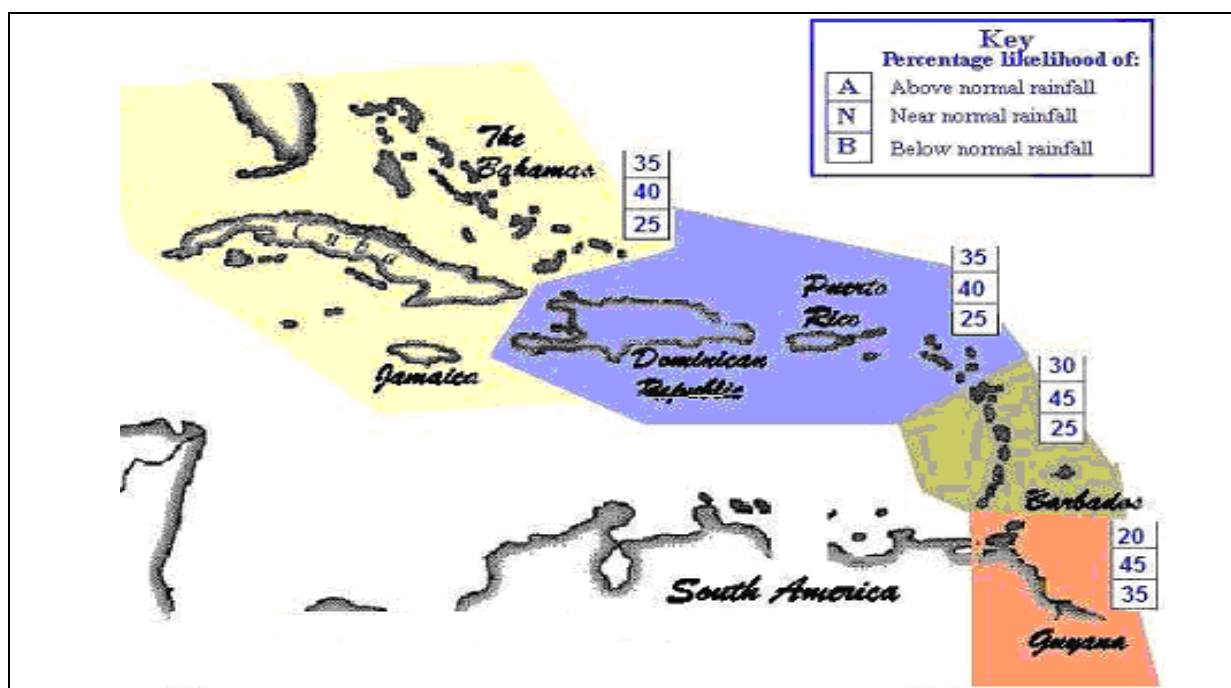 Key
Percentage likelihood of:
A Above normal rainfall
N Near normal rainfall
B Below normal rainfall
The
Bahamas
35
40
25
Cuba
35
40
25
Puerto
Rico
Dominican
Republic
Jamaica
30
45
25
Barbados
20
45
35
South America
Guyana